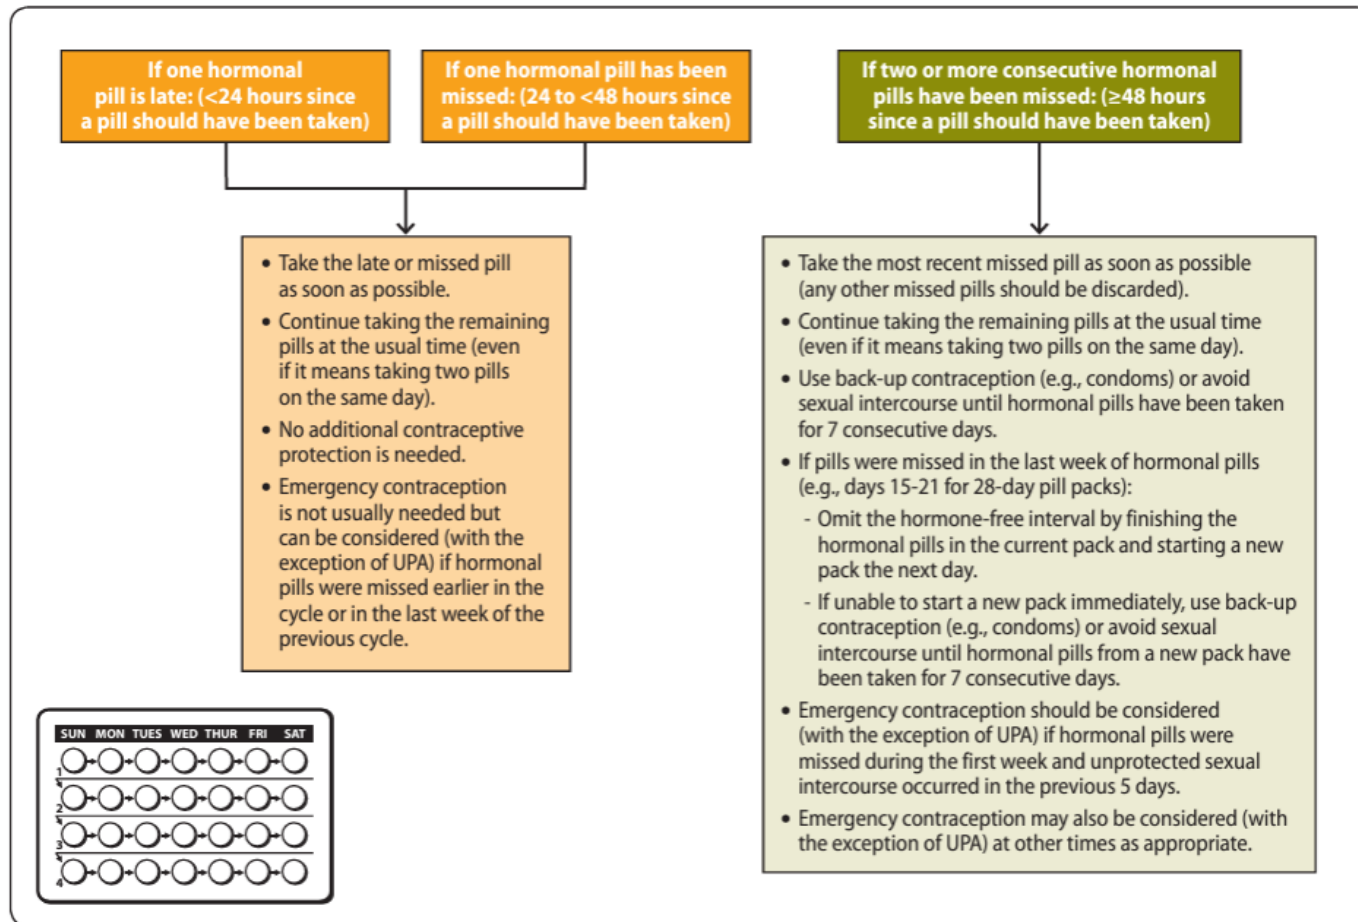 If one hormonal
pill is late: (<24 hours since
a pill should have been taken)
If one hormonal pill has been
missed: (24 to <48 hours since
a pill should have been taken)
If two or more consecutive hormonal
pills have been missed: (≥48 hours
since a pill should have been taken)
• Take the late or missed pill
as soon as possible.
• Continue taking the remaining
pills at the usual time (even
if it means taking two pills
on the same day).
• No additional contraceptive
protection is needed.
• Emergency contraception
is not usually needed but
can be considered (with the
exception of UPA) if hormonal
pills were missed earlier in the
cycle or in the last week of the
previous cycle.
• Take the most recent missed pill as soon as possible
(any other missed pills should be discarded).
• Continue taking the remaining pills at the usual time
(even if it means taking two pills on the same day).
• Use back-up contraception (e.g., condoms) or avoid
sexual intercourse until hormonal pills have been taken
for 7 consecutive days.
• If pills were missed in the last week of hormonal pills
(e.g., days 15-21 for 28-day pill packs):
- Omit the hormone-free interval by finishing the
hormonal pills in the current pack and starting a new
pack the next day.
- If unable to start a new pack immediately, use back-up
contraception (e.g., condoms) or avoid sexual
intercourse until hormonal pills from a new pack have
been taken for 7 consecutive days.
• Emergency contraception should be considered
(with the exception of UPA) if hormonal pills were
missed during the first week and unprotected sexual
intercourse occurred in the previous 5 days.
• Emergency contraception may also be considered (with
the exception of UPA) at other times as appropriate.
SUN MON TUES WED THUR FRI SAT
1
2
3
4